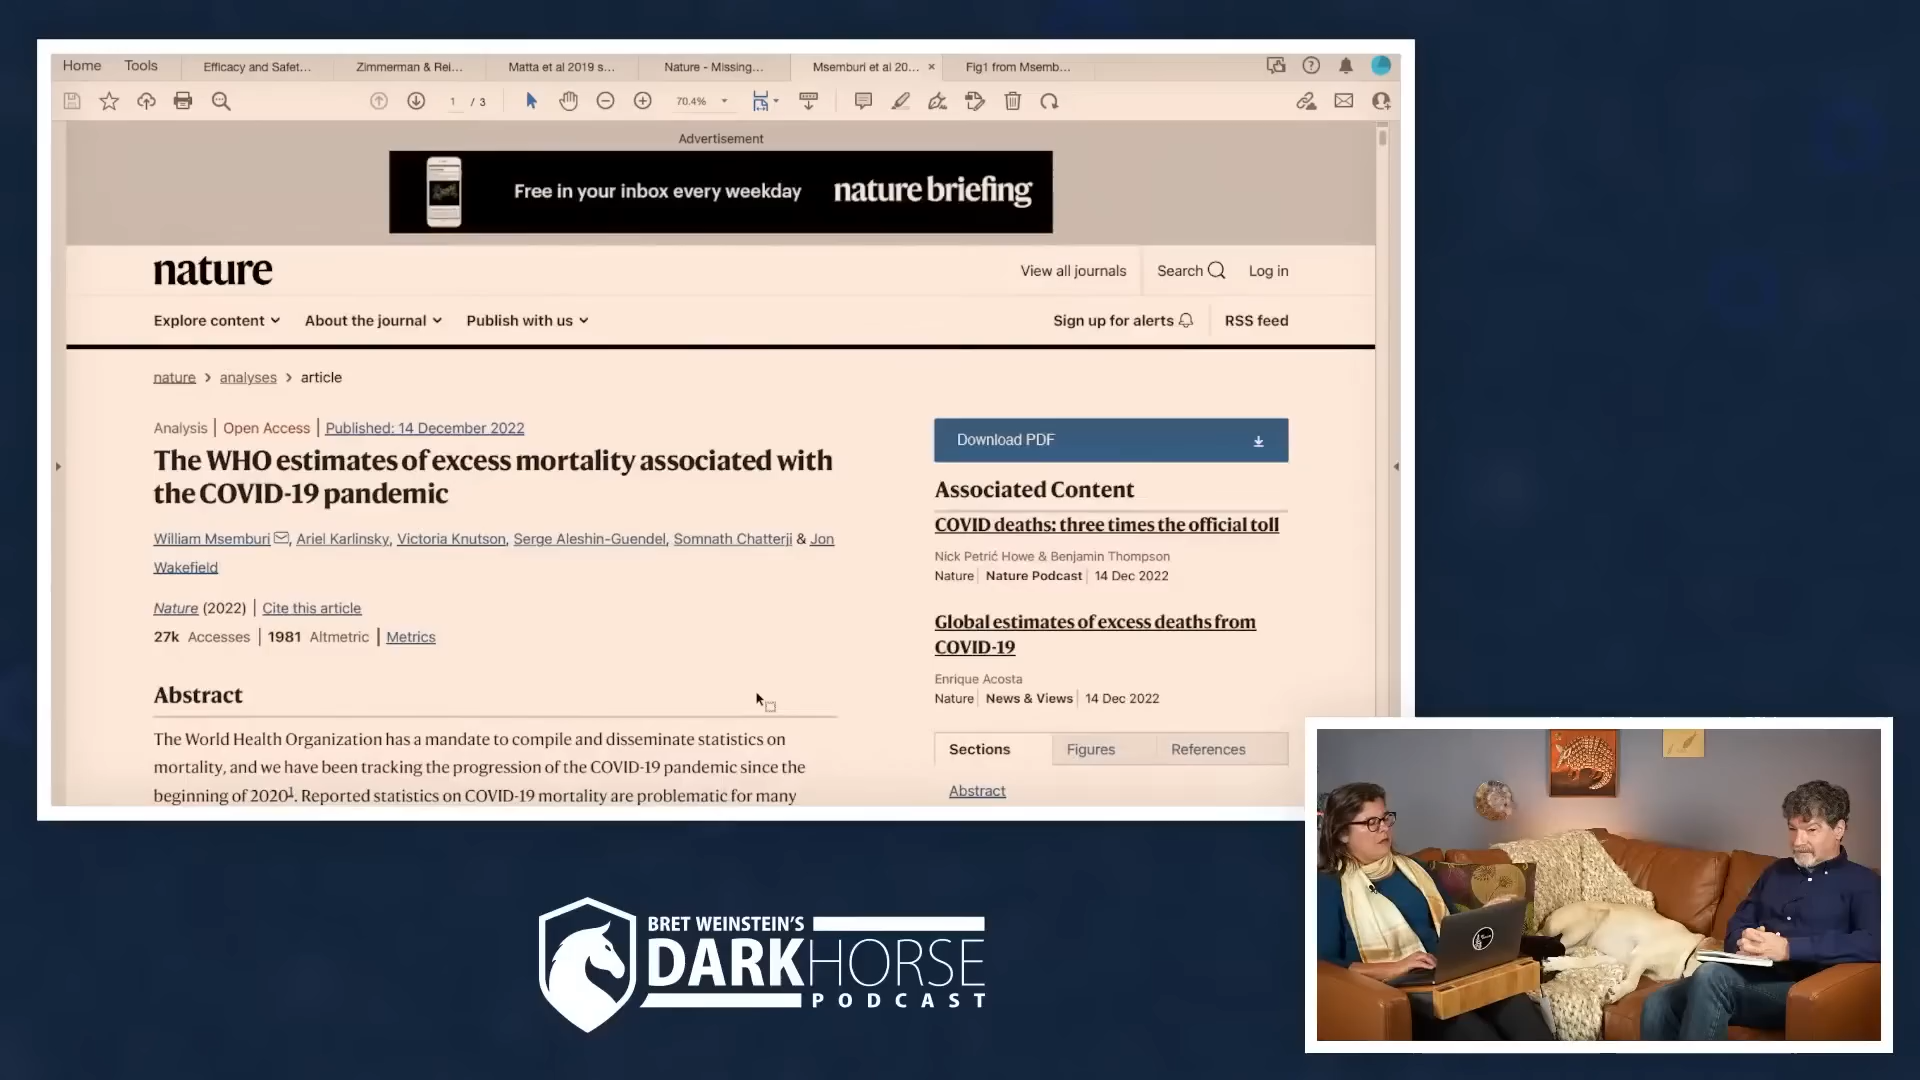 Home Tools Efficacy and Safet... Zimmerman & Rei... Matta et al 2019 s... Nature - Missing... Msemburi et al 20... × Fig1 from Msemb...
1 / 3 70.4%
Advertisement
Free in your inbox every weekday nature briefing
nature
View all journals Search Log in
Explore content About the journal Publish with us Sign up for alerts RSS feed
nature > analyses > article
Analysis | Open Access | Published: 14 December 2022
The WHO estimates of excess mortality associated with
the COVID-19 pandemic
William Msemburi, Ariel Karlinsky, Victoria Knutson, Serge Aleshin-Guendel, Somnath Chatterji & Jon
Wakefield
Nature (2022) | Cite this article
27k Accesses | 1981 Altmetric | Metrics
Abstract
The World Health Organization has a mandate to compile and disseminate statistics on
mortality, and we have been tracking the progression of the COVID-19 pandemic since the
beginning of 2020¹. Reported statistics on COVID-19 mortality are problematic for many
Download PDF
Associated Content
COVID deaths: three times the official toll
Nick Petrić Howe & Benjamin Thompson
Nature | Nature Podcast | 14 Dec 2022
Global estimates of excess deaths from
COVID-19
Enrique Acosta
Nature | News & Views | 14 Dec 2022
Sections Figures References
Abstract
BRET WEINSTEIN'S
DARKHORSE
PODCAST